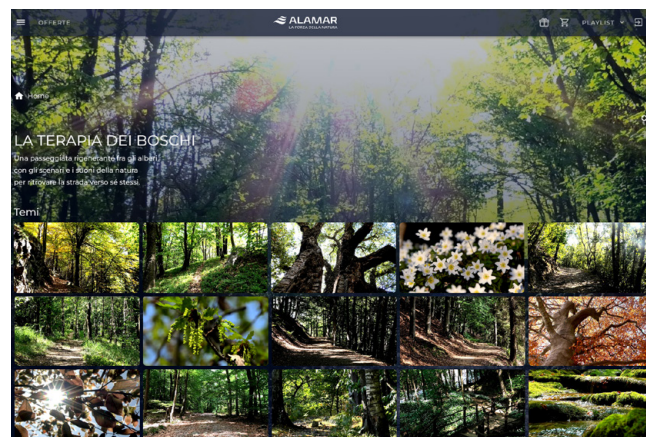 OFFERTE
ALAMAR
LA FORZA DELLA NATURA
PLAYLIST
Home
LA TERAPIA DEI BOSCHI
Una passeggiata rigenerante fra gli alberi,
con gli scenari e i suoni della natura
per ritrovare la strada verso sé stessi.
Temi